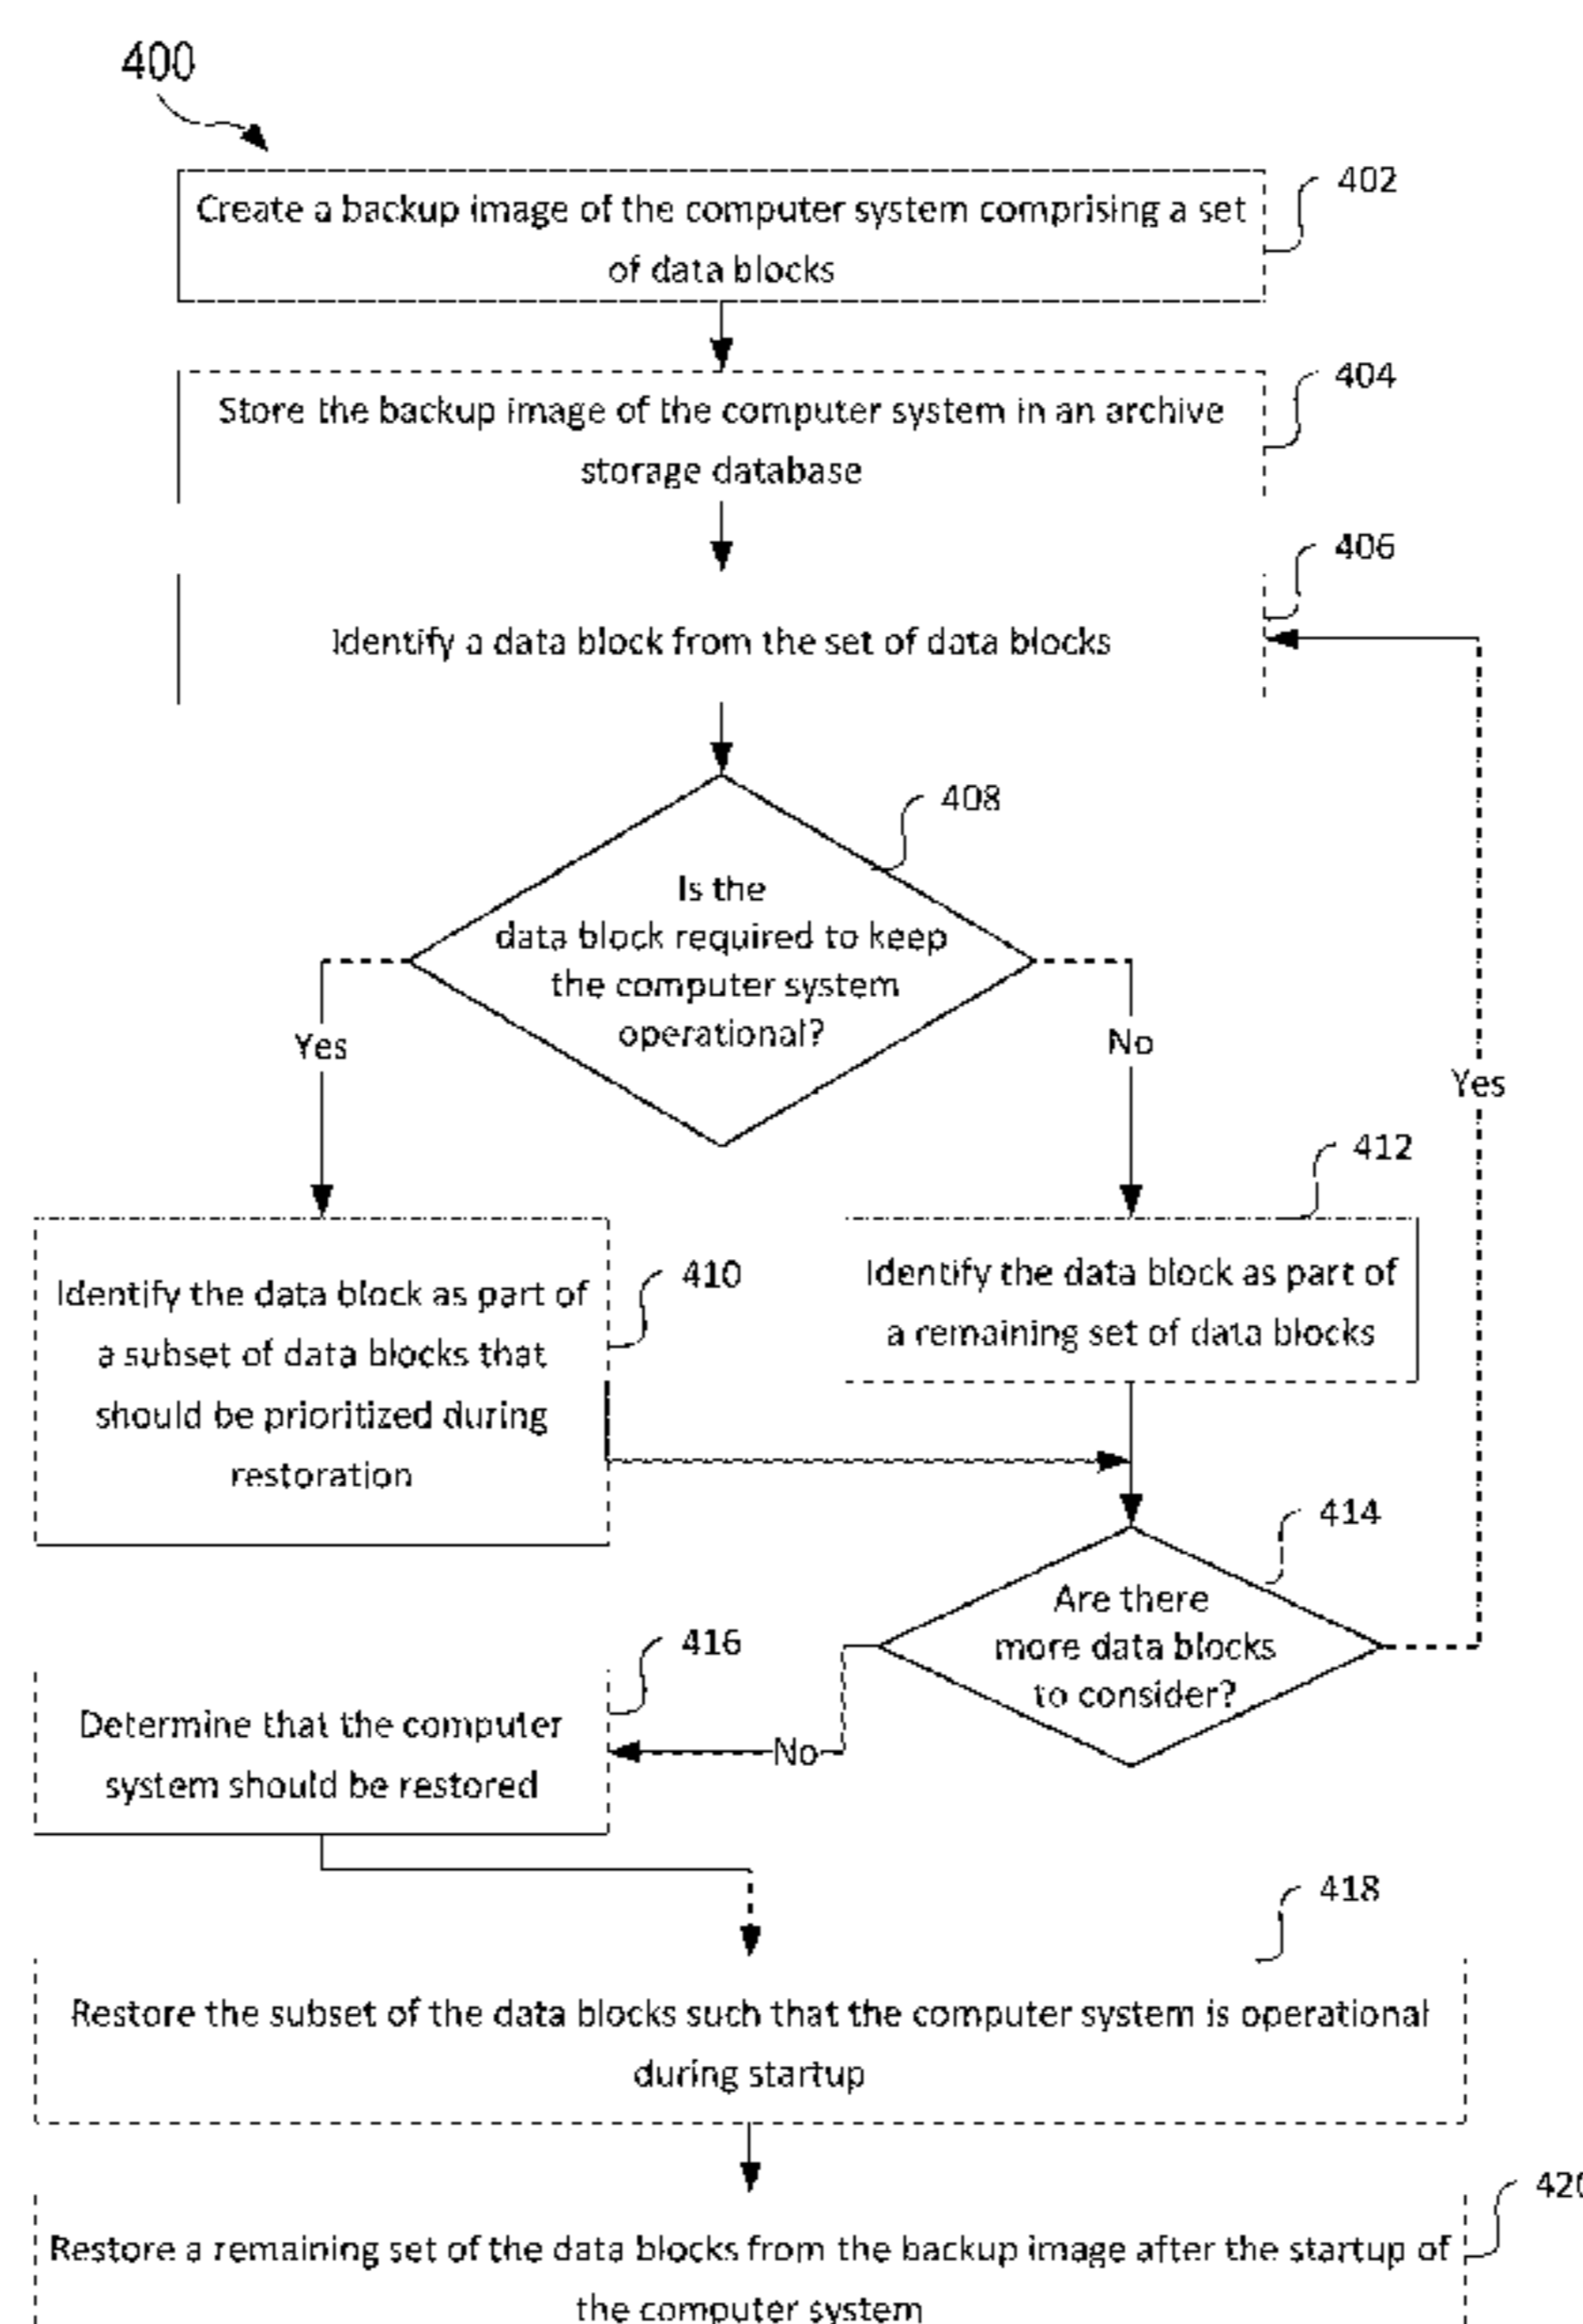 400
402
Create a backup image of the computer system comprising a set
of data blocks
404
Store the backup image of the computer system in an archive
storage database
406
Identify a data block from the set of data blocks
408
Is the
data block required to keep
the computer system
operational?
Yes
No
Yes
412
410
Identify the data block as part of
a subset of data blocks that
should be prioritized during
restoration
Identify the data block as part of
a remaining set of data blocks
414
Are there
more data blocks
to consider?
416
Determine that the computer
system should be restored
No
418
Restore the subset of the data blocks such that the computer system is operational
during startup
420
Restore a remaining set of the data blocks from the backup image after the startup of
the computer system